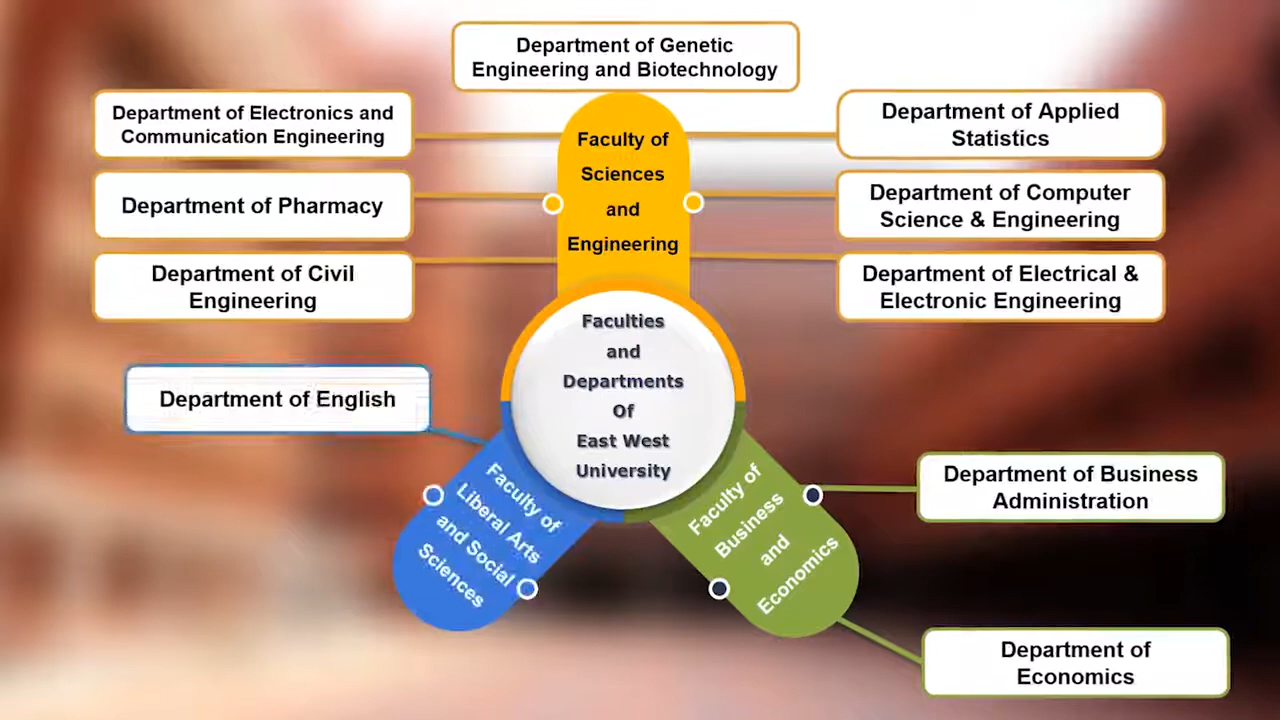 Department of Genetic
Engineering and Biotechnology
Department of Electronics and
Communication Engineering
Department of Pharmacy
Department of Civil
Engineering
Faculty of
Sciences
and
Engineering
Department of Applied
Statistics
Department of Computer
Science & Engineering
Department of Electrical &
Electronic Engineering
Faculties
and
Departments
Of
East West
University
Department of English
Faculty of
Liberal Arts
and Social
Sciences
Faculty of
Business
and
Economics
Department of Business
Administration
Department of
Economics